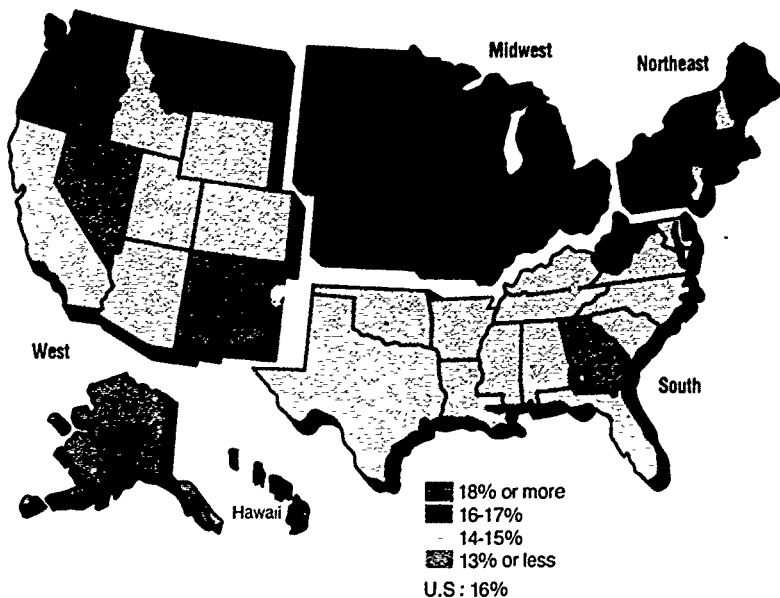 Midwest
Northeast
West
South
Hawaii
18% or more
16-17%
14-15%
13% or less
U.S : 16%